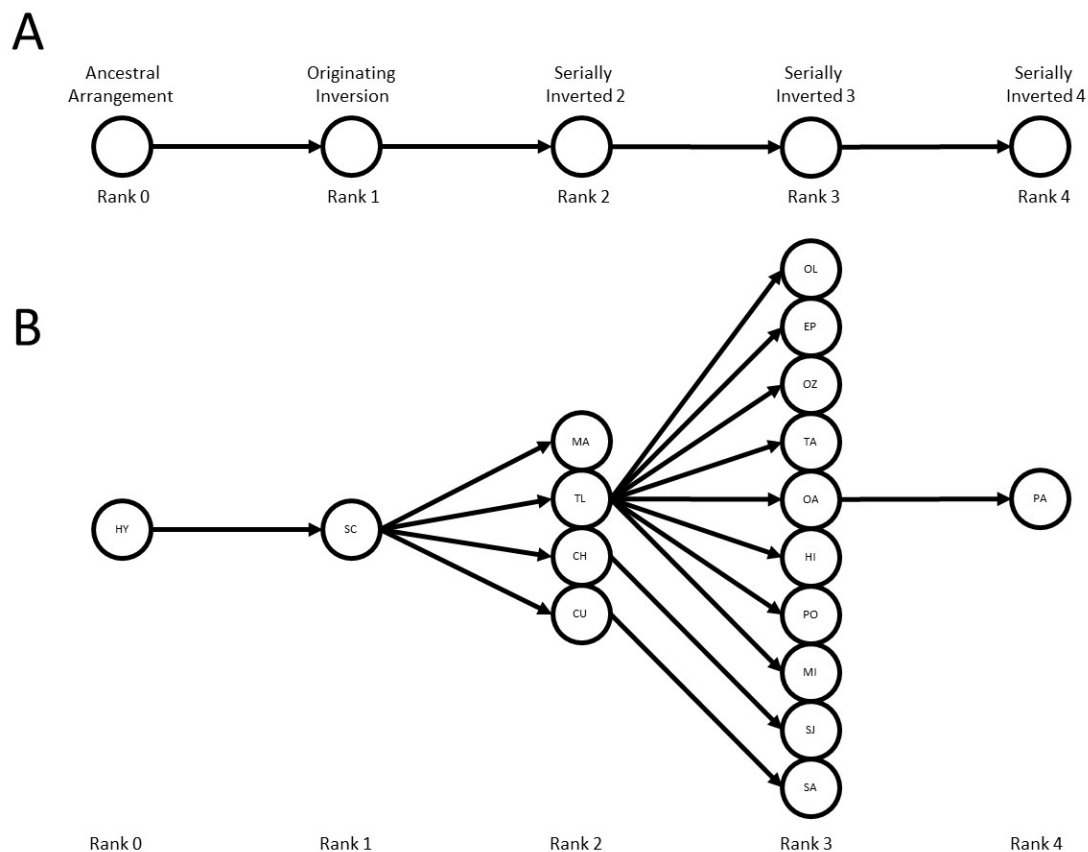 A
Ancestral
Arrangement
Originating
Inversion
Serially
Inverted 2
Serially
Inverted 3
Serially
Inverted 4
Rank 0
Rank 1
Rank 2
Rank 3
Rank 4
B
HY
SC
MA
TL
CH
CU
OL
EP
OZ
TA
OA
HI
PO
MI
SJ
SA
PA
Rank 0
Rank 1
Rank 2
Rank 3
Rank 4